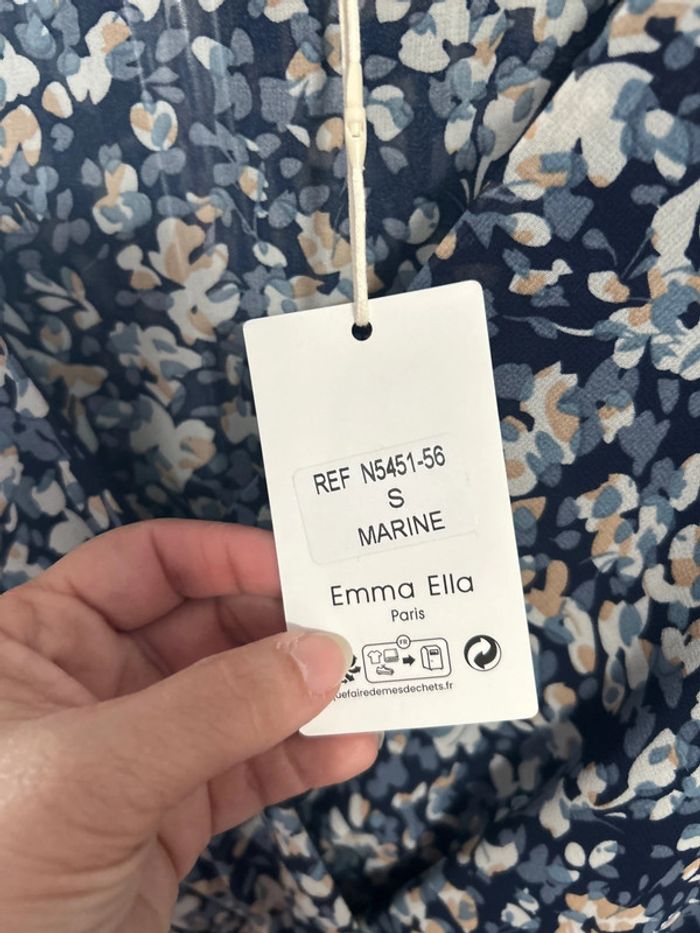 REF N5451-56
S
MARINE
Emma Ella
Paris
FR